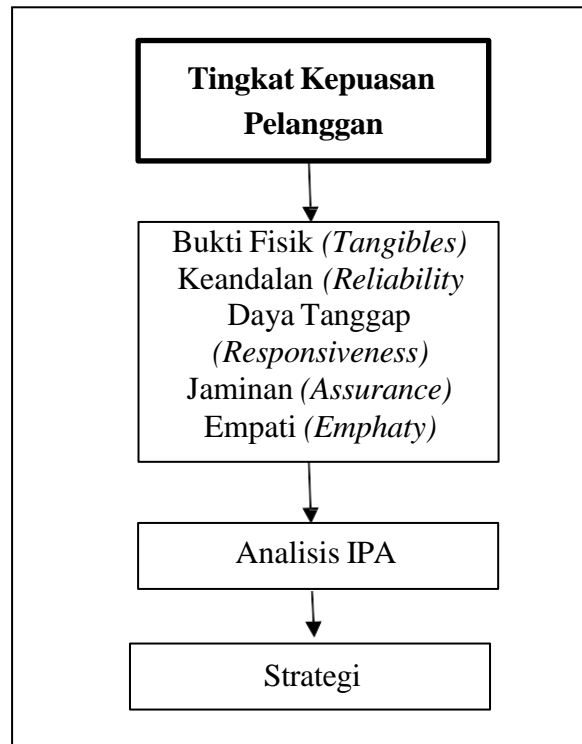 Tingkat Kepuasan
Pelanggan
Bukti Fisik (Tangibles)
Keandalan (Reliability
Daya Tanggap
(Responsiveness)
Jaminan (Assurance)
Empati (Emphaty)
Analisis IPA
Strategi